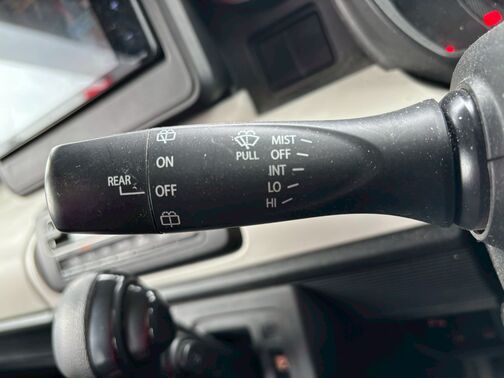 REAR
ON
OFF
PULL
MIST
OFF
INT
LO
HI